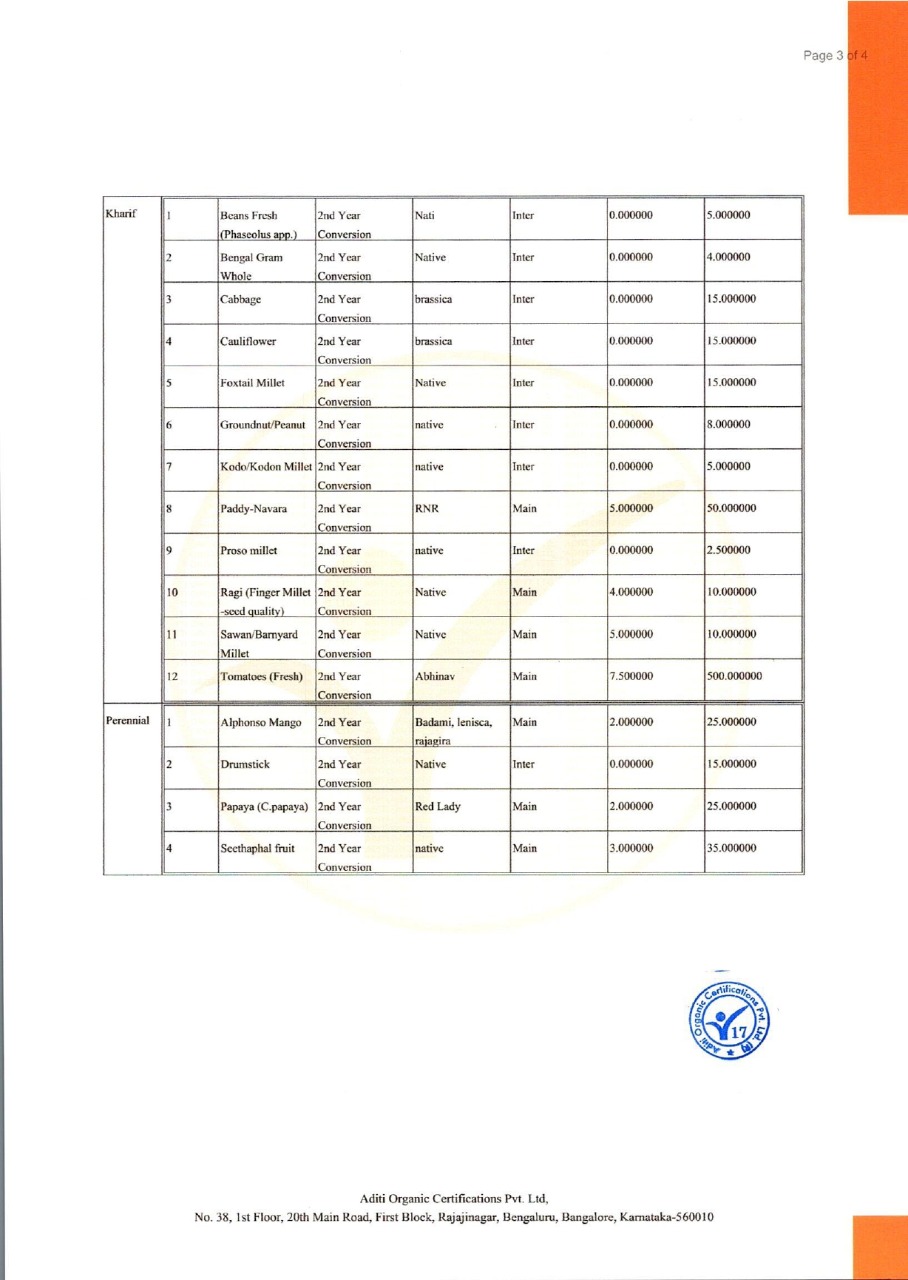 Page 3 of 4
Kharif 1 Beans Fresh 2nd Year Nati Inter 0.000000 5.000000
(Phaseolus app.) Conversion
2 Bengal Gram 2nd Year Native Inter 0.000000 4.000000
Whole Conversion
3 Cabbage 2nd Year brassica Inter 0.000000 15.000000
Conversion
4 Cauliflower 2nd Year brassica Inter 0.000000 15.000000
Conversion
5 Foxtail Millet 2nd Year Native Inter 0.000000 15.000000
Conversion
6 Groundnut/Peanut 2nd Year native Inter 0.000000 8.000000
Conversion
7 Kodo/Kodon Millet 2nd Year native Inter 0.000000 5.000000
Conversion
8 Paddy-Navara 2nd Year RNR Main 5.000000 50.000000
Conversion
9 Proso millet 2nd Year native Inter 0.000000 2.500000
Conversion
10 Ragi (Finger Millet 2nd Year Native Main 4.000000 10.000000
-seed quality) Conversion
11 Sawan/Barnyard 2nd Year Native Main 5.000000 10.000000
Millet Conversion
12 Tomatoes (Fresh) 2nd Year Abhinav Main 7.500000 500.000000
Conversion
Perennial 1 Alphonso Mango 2nd Year Badami, lenisca, Main 2.000000 25.000000
Conversion rajagira
2 Drumstick 2nd Year Native Inter 0.000000 15.000000
Conversion
3 Papaya (C.papaya) 2nd Year Red Lady Main 2.000000 25.000000
Conversion
4 Seethaphal fruit 2nd Year native Main 3.000000 35.000000
Conversion
Aditi Organic Certifications Pvt. Ltd.
17
Aditi Organic Certifications Pvt. Ltd,
No. 38, 1st Floor, 20th Main Road, First Block, Rajajinagar, Bengaluru, Bangalore, Karnataka-560010